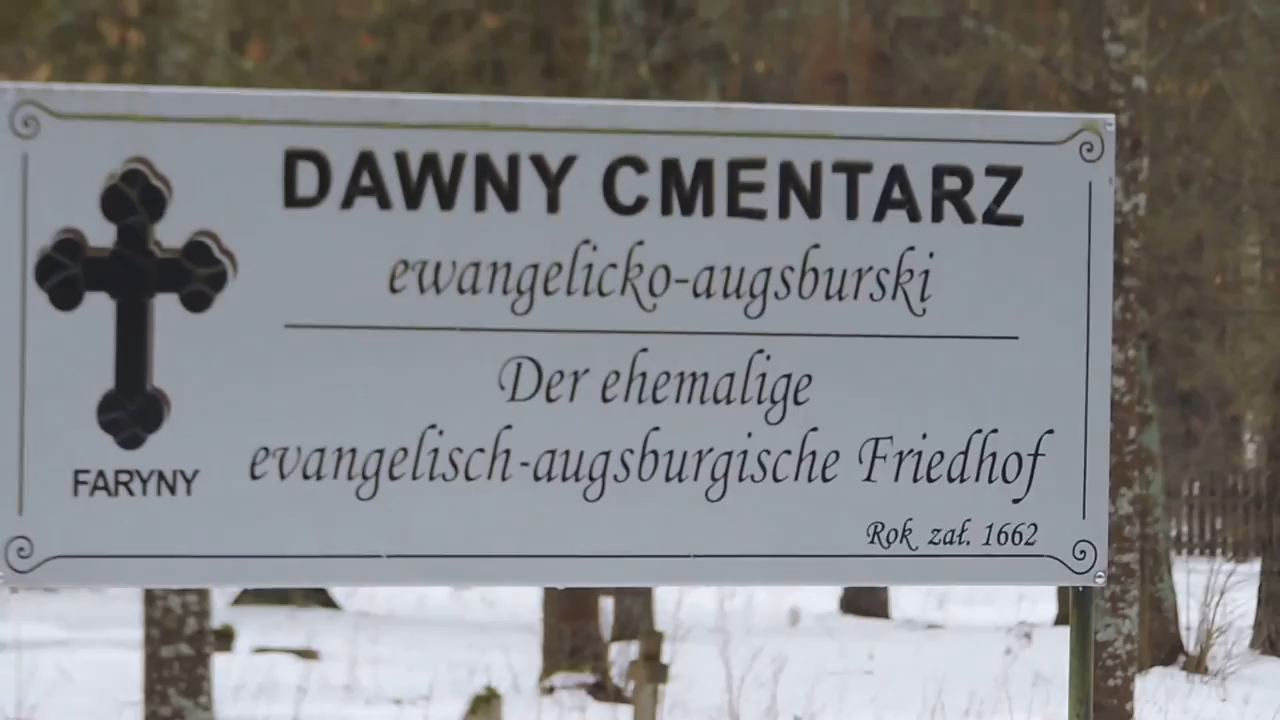 DAWNY CMENTARZ
ewangelicko-augsburski
Der ehemalige
evangelisch-augsburgische Friedhof
FARYNY
Rok zał. 1662